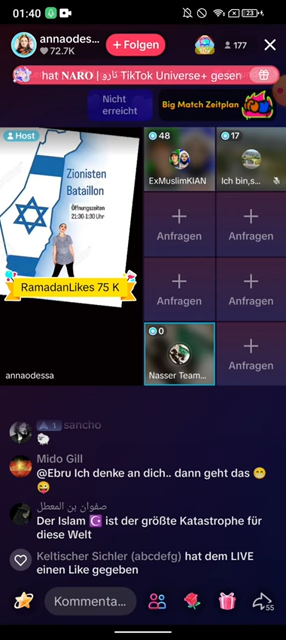 01:40
23
annaodes...
72.7K
+ Folgen
177
hat NARO | تارو TikTok Universe+ gesen
Nicht
erreicht
Big Match Zeitplan
Host
Zionisten
Bataillon
Öffnungszeiten
21:30-1:30 Uhr
RamadanLikes 75 K
annaodessa
48
ExMuslimKIAN
17
Ich bin,s...
Anfragen
Anfragen
Anfragen
Anfragen
0
Nasser Team...
Anfragen
1 sancho
Mido Gill
@Ebru Ich denke an dich.. dann geht das
صفوان بن المعطل
Der Islam ☪️ ist der größte Katastrophe für
diese Welt
Keltischer Sichler (abcdefg) hat dem LIVE
einen Like gegeben
Kommenta...
55